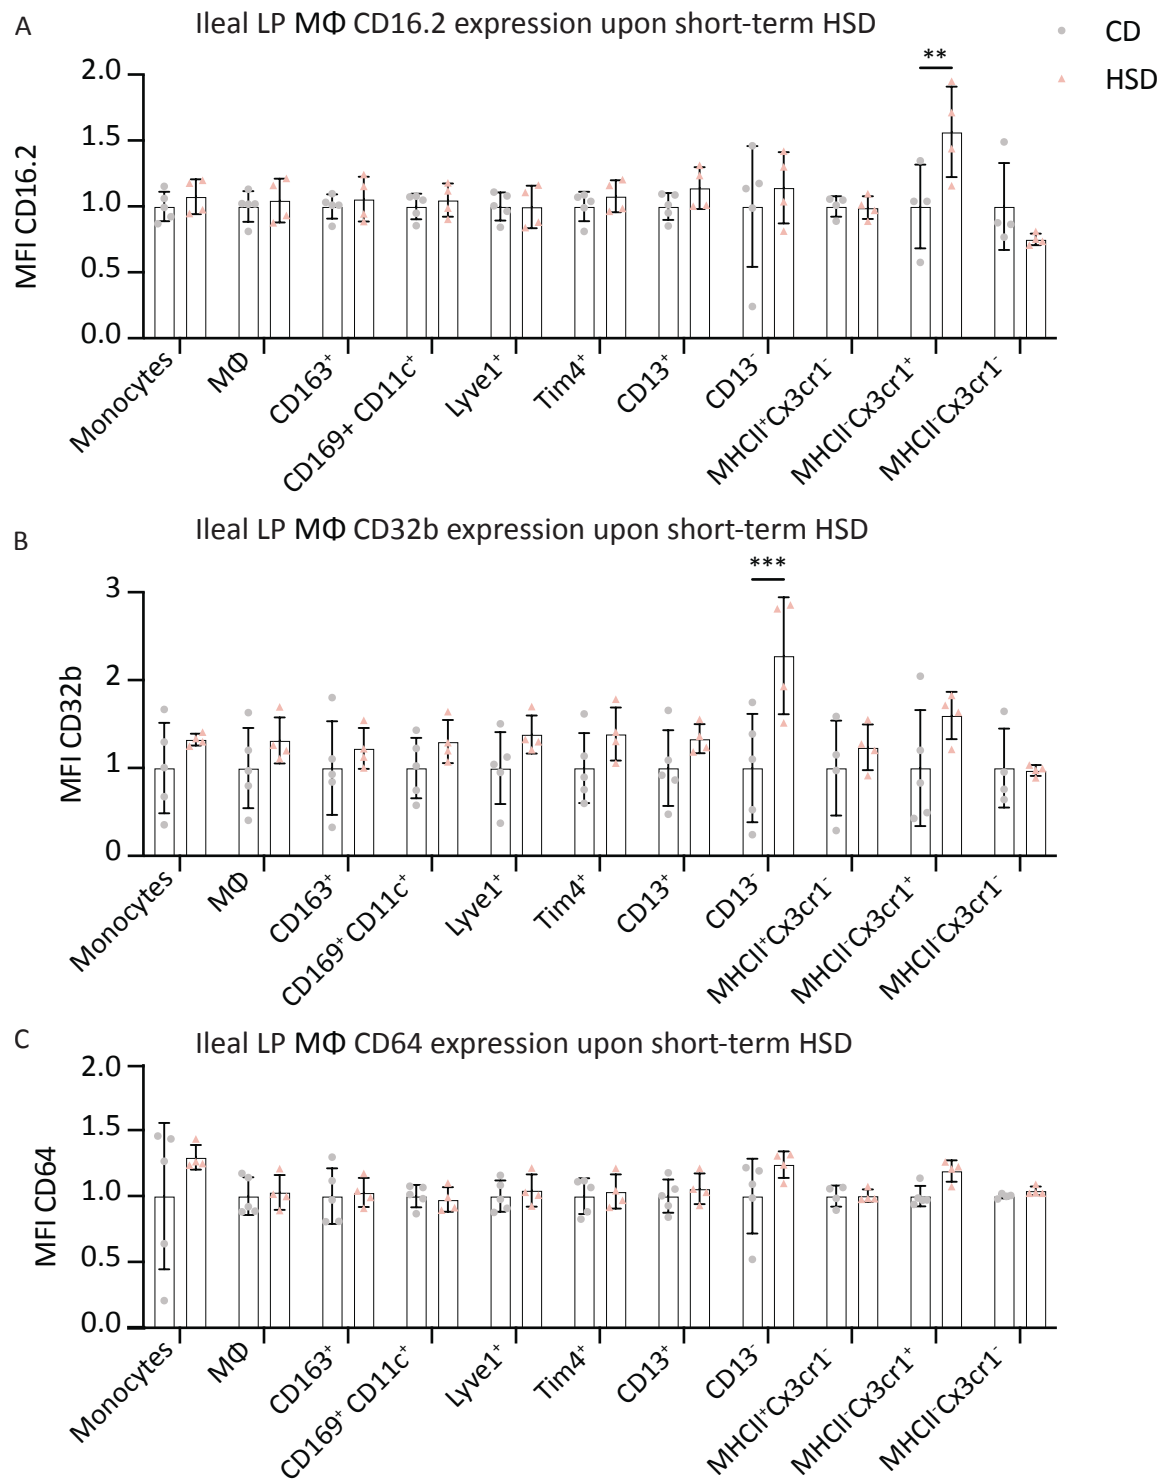 A
Ileal LP MΦ CD16.2 expression upon short-term HSD
CD
HSD
**
MFI CD16.2
2.0
1.5
1.0
0.5
0.0
Monocytes
MΦ
CD163⁺
CD169+ CD11c⁺
Lyve1⁺
Tim4⁺
CD13⁺
CD13⁻
MHCII⁺Cx3cr1⁻
MHCII⁻Cx3cr1⁺
MHCII⁻Cx3cr1⁻
B
Ileal LP MΦ CD32b expression upon short-term HSD
***
MFI CD32b
3
2
1
0
Monocytes
MΦ
CD163⁺
CD169⁺ CD11c⁺
Lyve1⁺
Tim4⁺
CD13⁺
CD13⁻
MHCII⁺Cx3cr1⁻
MHCII⁻Cx3cr1⁺
MHCII⁻Cx3cr1⁻
C
Ileal LP MΦ CD64 expression upon short-term HSD
MFI CD64
2.0
1.5
1.0
0.5
0.0
Monocytes
MΦ
CD163⁺
CD169⁺ CD11c⁺
Lyve1⁺
Tim4⁺
CD13⁺
CD13⁻
MHCII⁺Cx3cr1⁻
MHCII⁻Cx3cr1⁺
MHCII⁻Cx3cr1⁻